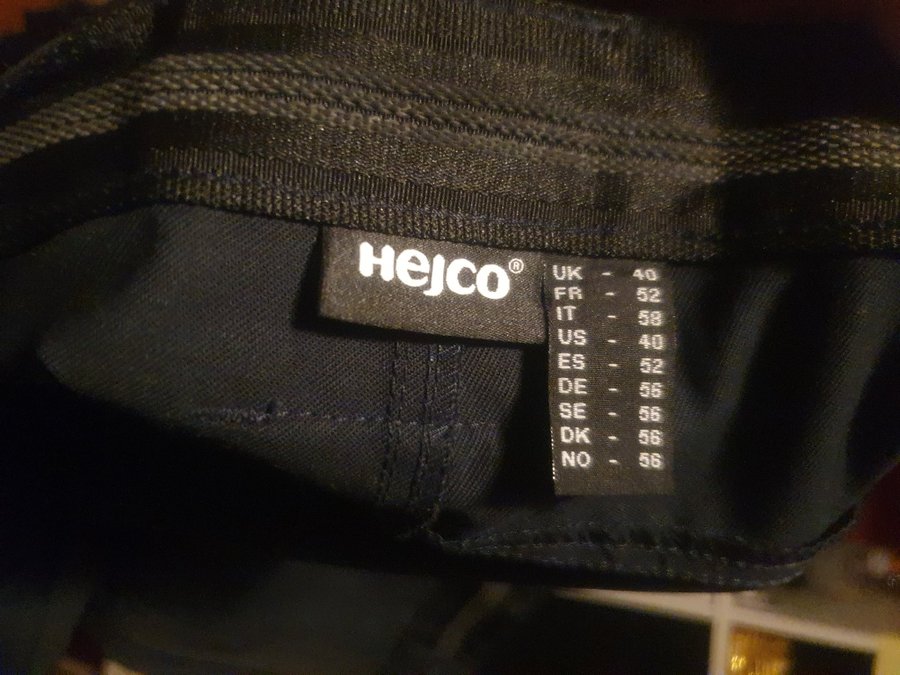 Hejco®
UK - 40
FR - 52
IT - 58
US - 40
ES - 52
DE - 56
SE - 56
DK - 56
NO - 56